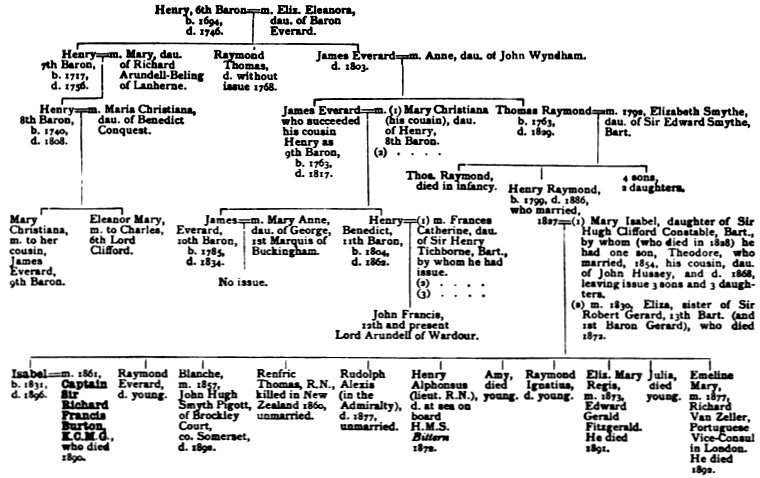 Henry, 6th Baron m. Eliz. Eleanora,
b. 1694, dau. of Baron
d. 1746. Everard.
Henry m. Mary, dau.
7th Baron, of Richard
b. 1717, Arundell-Beling
d. 1756. of Lanherne.
Raymond
Thomas,
d. without
issue 1768.
James Everard m. Anne, dau. of John Wyndham.
d. 1803.
Henry m. Maria Christiana,
8th Baron, dau. of Benedict
b. 1740, Conquest.
d. 1808.
James Everard m. (1) Mary Christiana
who succeeded (his cousin), dau.
his cousin of Henry,
Henry as 8th Baron.
9th Baron, (2) . . . .
b. 1763,
d. 1817.
Thomas Raymond m. 1792, Elizabeth Smythe,
b. 1763, dau. of Sir Edward Smythe,
d. 1829. Bart.
Thos. Raymond,
died in infancy.
Henry Raymond,
b. 1799, d. 1886,
who married,
4 sons,
2 daughters.
Mary
Christiana,
m. to her
cousin,
James
Everard,
9th Baron.
Eleanor Mary,
m. to Charles,
6th Lord
Clifford.
James m. Mary Anne,
Everard, dau. of George,
10th Baron, 1st Marquis of
b. 1785, Buckingham.
d. 1834.
No issue.
Henry (1) m. Frances
Benedict, Catherine, dau.
11th Baron, of Sir Henry
b. 1804, Tichborne, Bart.,
d. 1862. by whom he had
issue.
(2) . . . .
(3) . . . .
1827 (1) Mary Isabel, daughter of Sir
Hugh Clifford Constable, Bart.,
by whom (who died in 1828) he
had one son, Theodore, who
married, 1854, his cousin, dau.
of John Hussey, and d. 1868,
leaving issue 3 sons and 3 daugh-
ters.
(2) m. 1830, Eliza, sister of Sir
Robert Gerard, 13th Bart. (and
1st Baron Gerard), who died
1872.
John Francis,
12th and present
Lord Arundell of Wardour.
Isabel m. 1861,
b. 1831, Captain
d. 1896. Sir
Richard
Francis
Burton,
K.C.M.G.,
who died
1890.
Raymond
Everard,
d. young.
Blanche,
m. 1857,
John Hugh
Smyth Pigott,
of Brockley
Court,
co. Somerset,
d. 1892.
Renfric
Thomas, R.N.,
killed in New
Zealand 1860,
unmarried.
Rudolph
Alexis
(in the
Admiralty),
d. 1877,
unmarried.
Henry
Alphonsus
(lieut. R.N.),
d. at sea on
board
H.M.S.
Bittern
1872.
Amy,
died
young.
Raymond
Ignatius,
d. young.
Eliz. Mary
Regis,
m. 1873,
Edward
Gerald
Fitzgerald.
He died
1891.
Julia,
died
young.
Emeline
Mary,
m. 1877,
Richard
Van Zeller,
Portuguese
Vice-Consul
in London.
He died
1892.